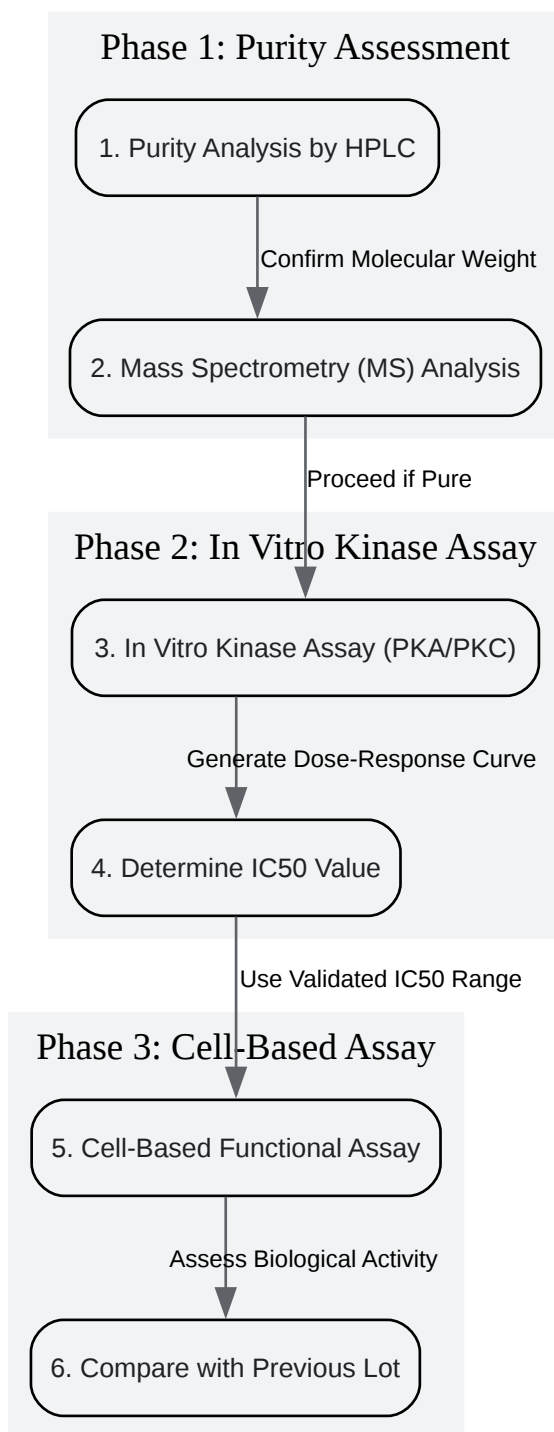 Phase 1: Purity Assessment
1. Purity Analysis by HPLC
Confirm Molecular Weight
2. Mass Spectrometry (MS) Analysis
Proceed if Pure
Phase 2: In Vitro Kinase Assay
3. In Vitro Kinase Assay (PKA/PKC)
Generate Dose-Response Curve
4. Determine IC50 Value
Use Validated IC50 Range
Phase 3: Cell-Based Assay
5. Cell-Based Functional Assay
Assess Biological Activity
6. Compare with Previous Lot